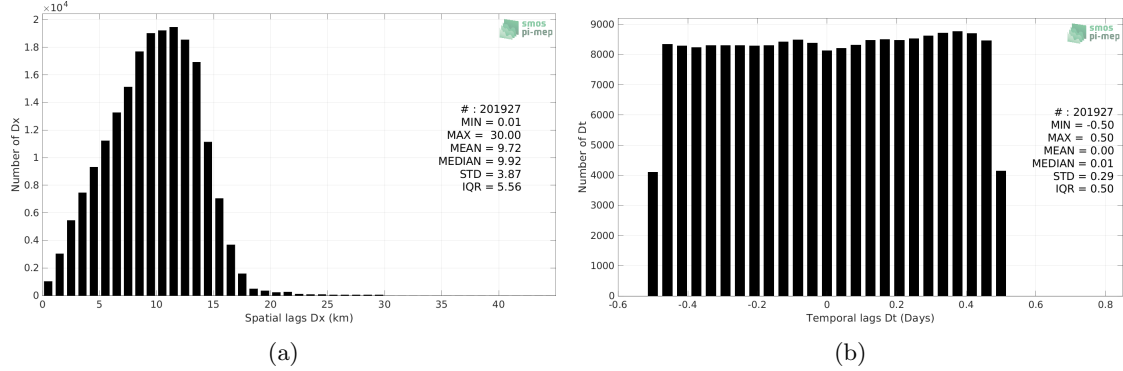 ×10⁴
2
1.8
1.6
1.4
1.2
1
0.8
0.6
0.4
0.2
0
Number of Dx
0 5 10 15 20 25 30 35 40
Spatial lags Dx (km)
smos
pi-mep
# : 201927
MIN = 0.01
MAX = 30.00
MEAN = 9.72
MEDIAN = 9.92
STD = 3.87
IQR = 5.56
(a)
9000
8000
7000
6000
5000
4000
3000
2000
1000
0
Number of Dt
-0.6 -0.4 -0.2 0 0.2 0.4 0.6 0.8
Temporal lags Dt (Days)
smos
pi-mep
# : 201927
MIN = -0.50
MAX = 0.50
MEAN = 0.00
MEDIAN = 0.01
STD = 0.29
IQR = 0.50
(b)